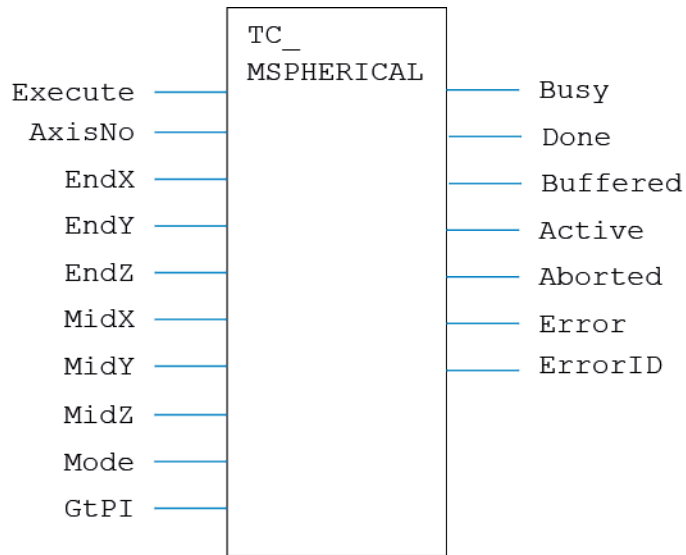 TC_
MSPHERICAL
Execute
AxisNo
EndX
EndY
EndZ
MidX
MidY
MidZ
Mode
GtPI
Busy
Done
Buffered
Active
Aborted
Error
ErrorID